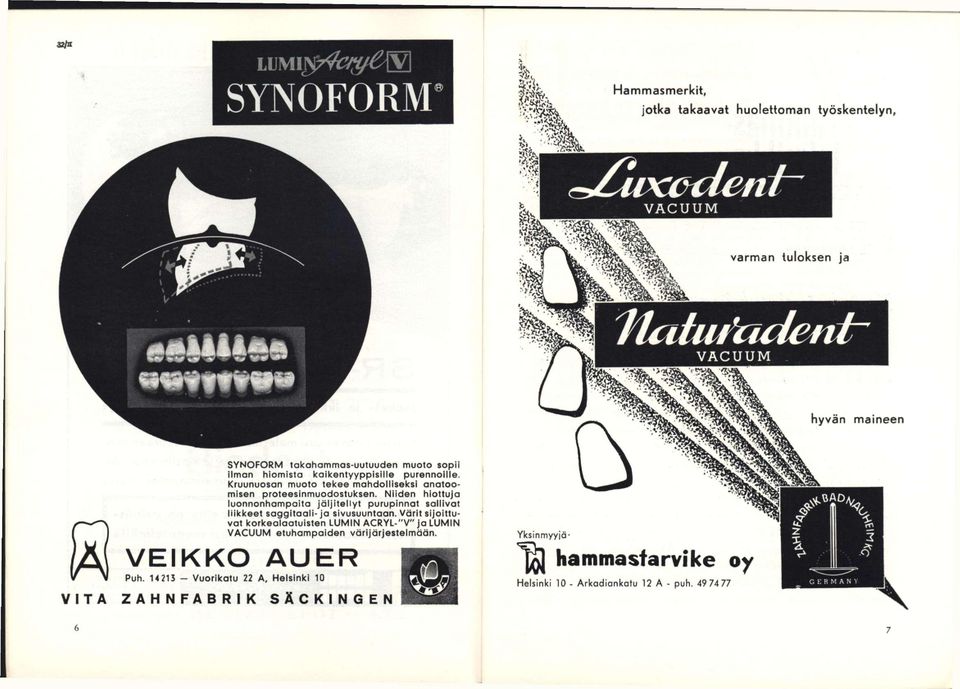 32/II
LUMIN Acryl V
SYNOFORM®
SYNOFORM takahammas-uutuuden muoto sopii
ilman hiomista kaikentyyppisille purennoille.
Kruunuosan muoto tekee mahdolliseksi anatoo-
misen proteesinmuodostuksen. Niiden hiottuja
luonnonhampaita jäljitellyt purupinnat sallivat
liikkeet saggitaali- ja sivusuuntaan. Värit sijoittu-
vat korkealaatuisten LUMIN ACRYL-"V" ja LUMIN
VACUUM etuhampaiden värijärjestelmään.
VEIKKO AUER
Puh. 14213 — Vuorikatu 22 A, Helsinki 10
VITA ZAHNFABRIK SÄCKINGEN
VITA
6
Hammasmerkit,
jotka takaavat huolettoman työskentelyn,
Luxodent
VACUUM
varman tuloksen ja
Naturadent
VACUUM
hyvän maineen
Yksinmyyjä-
hammastarvike oy
Helsinki 10 - Arkadiankatu 12 A - puh. 49 74 77
ZAHNFABRIK BAD NAUHEIM KG.
GERMANY
7